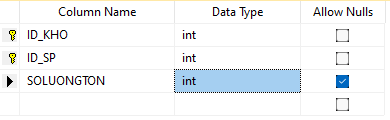 Column Name Data Type Allow Nulls
ID_KHO int
ID_SP int
SOLUONGTON int